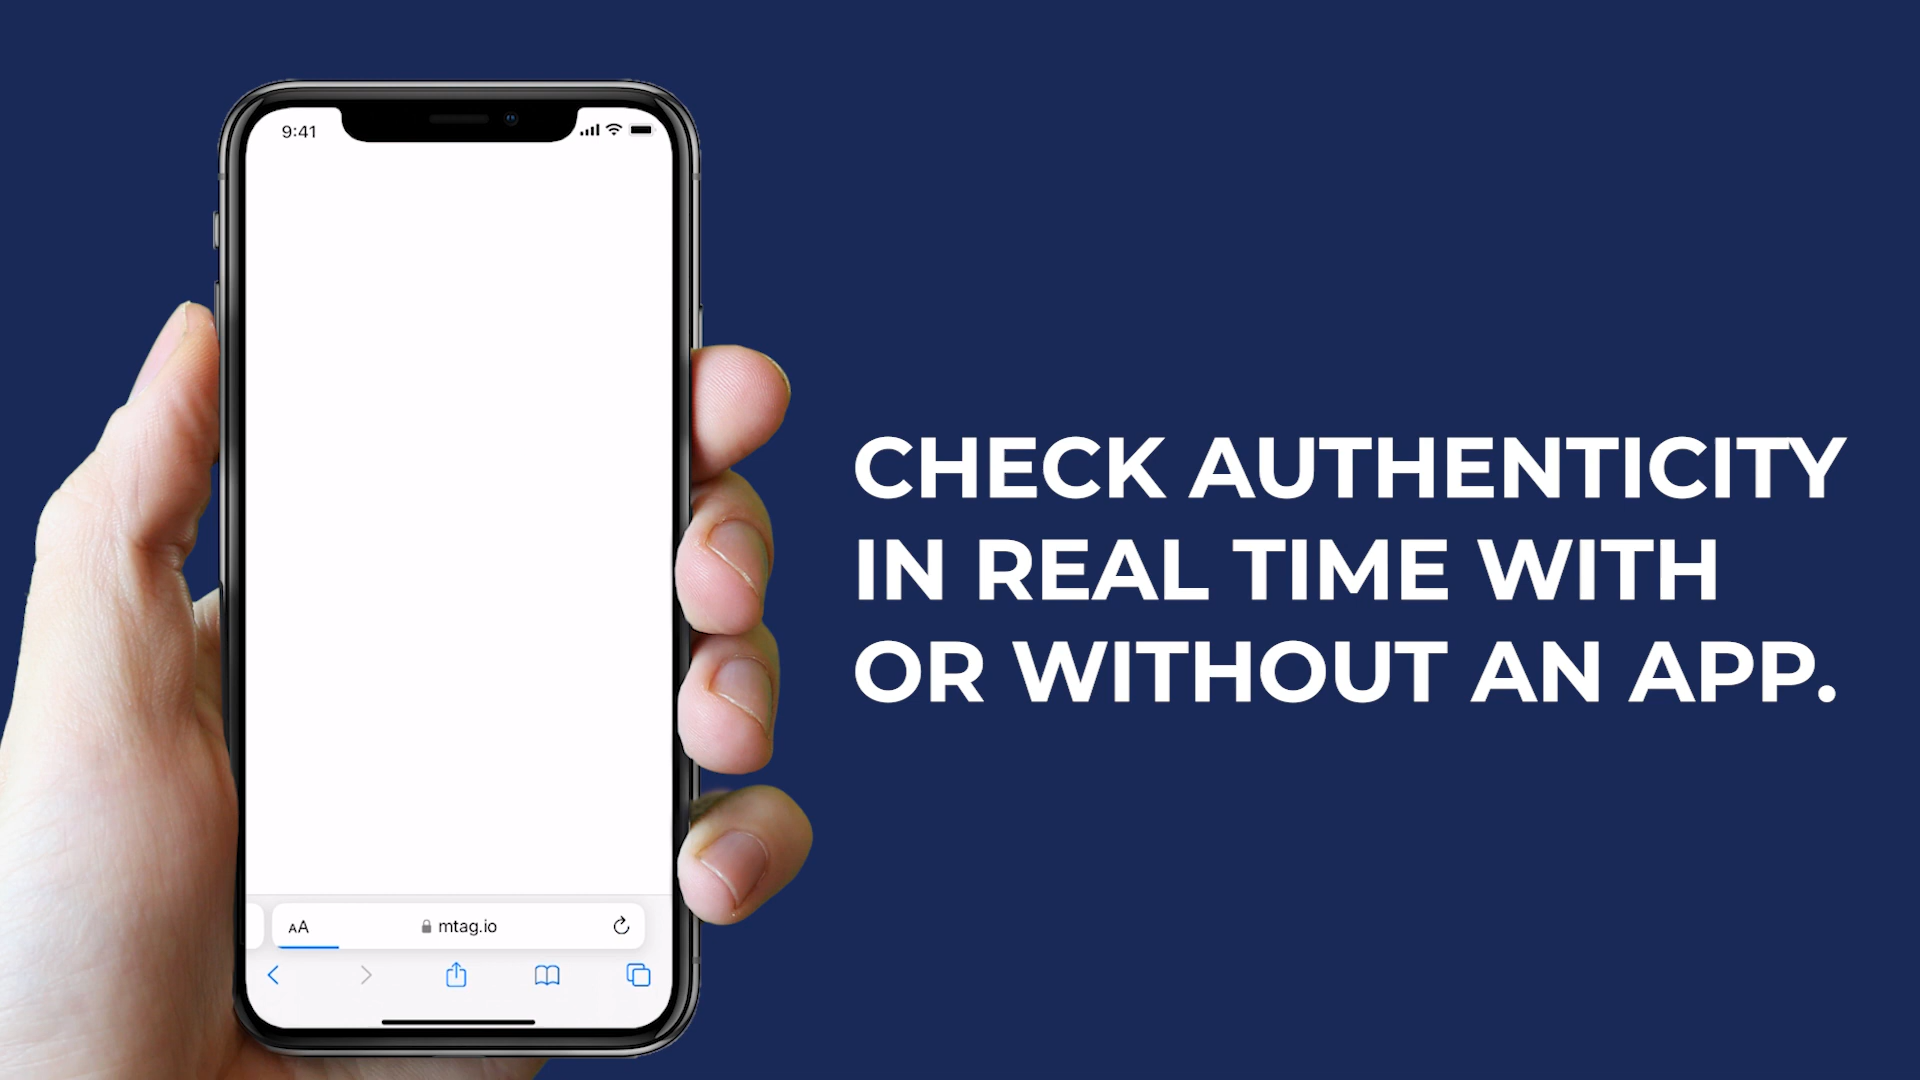 9:41
CHECK AUTHENTICITY
IN REAL TIME WITH
OR WITHOUT AN APP.
AA
mtag.io